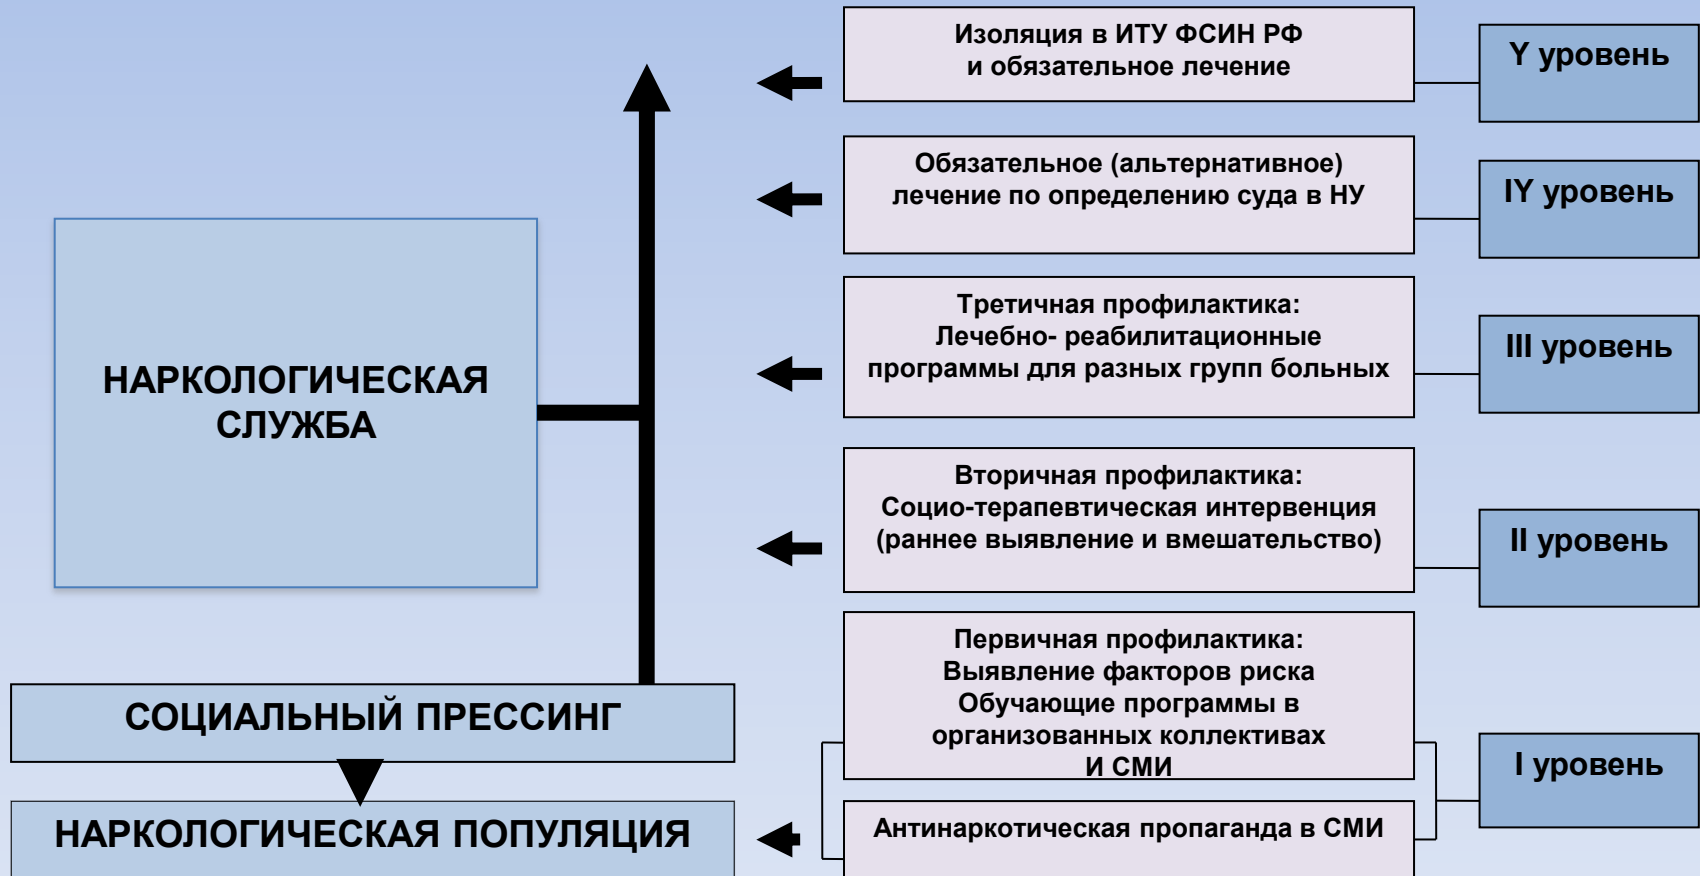 Изоляция в ИТУ ФСИН РФ
и обязательное лечение
Y уровень
Обязательное (альтернативное)
лечение по определению суда в НУ
IY уровень
Третичная профилактика:
Лечебно- реабилитационные
программы для разных групп больных
III уровень
НАРКОЛОГИЧЕСКАЯ
СЛУЖБА
Вторичная профилактика:
Социо-терапевтическая интервенция
(раннее выявление и вмешательство)
II уровень
Первичная профилактика:
Выявление факторов риска
Обучающие программы в
организованных коллективах
И СМИ
I уровень
СОЦИАЛЬНЫЙ ПРЕССИНГ
НАРКОЛОГИЧЕСКАЯ ПОПУЛЯЦИЯ
Антинаркотическая пропаганда в СМИ